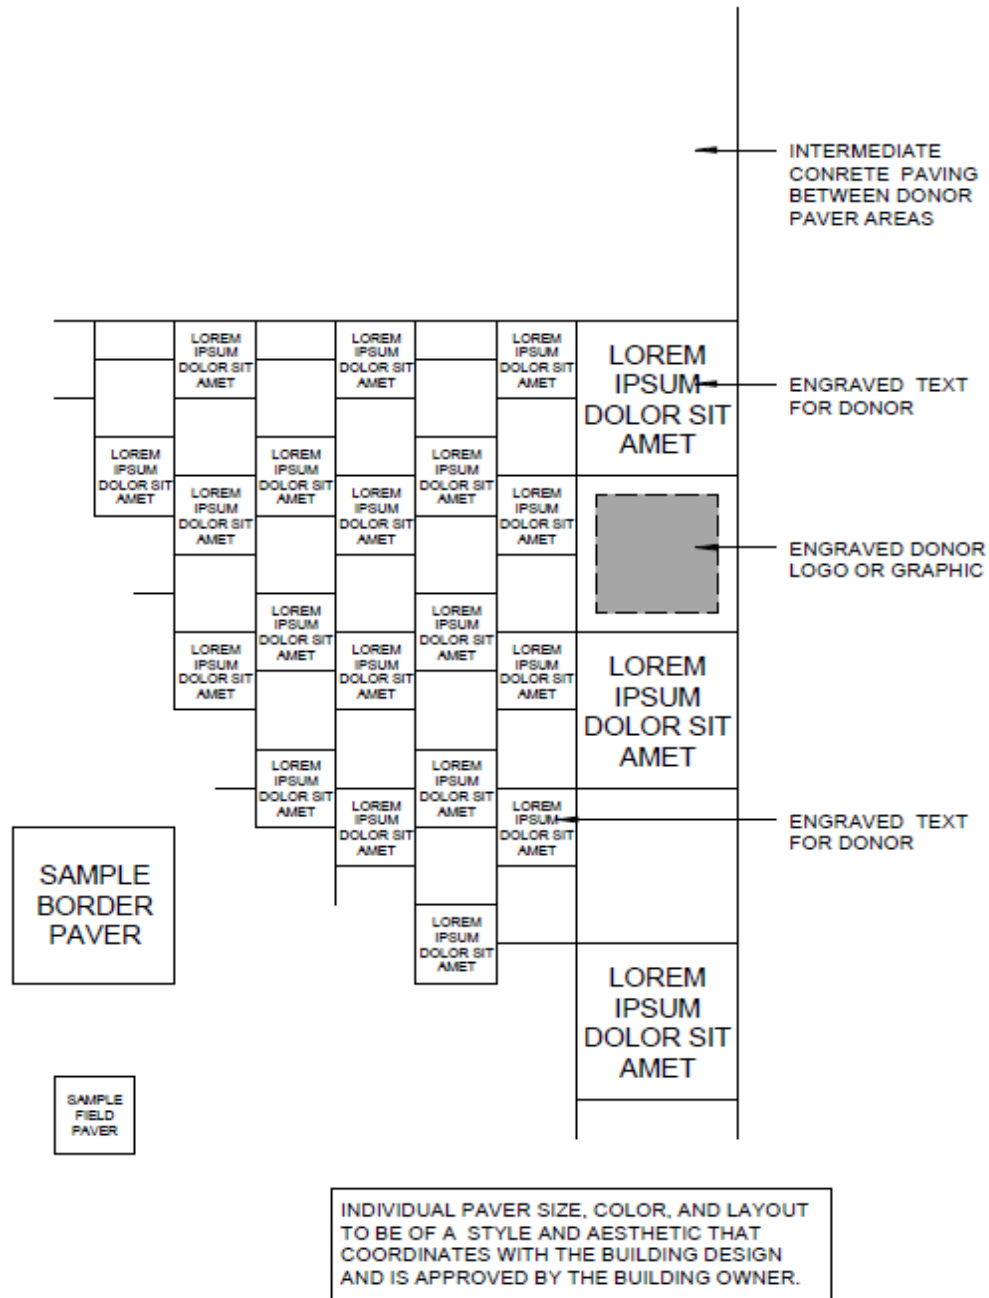 INTERMEDIATE
CONRETE PAVING
BETWEEN DONOR
PAVER AREAS
LOREM
IPSUM
DOLOR SIT
AMET
LOREM
IPSUM
DOLOR SIT
AMET
LOREM
IPSUM
DOLOR SIT
AMET
LOREM
IPSUM
DOLOR SIT
AMET
ENGRAVED TEXT
FOR DONOR
LOREM
IPSUM
DOLOR SIT
AMET
LOREM
IPSUM
DOLOR SIT
AMET
LOREM
IPSUM
DOLOR SIT
AMET
LOREM
IPSUM
DOLOR SIT
AMET
LOREM
IPSUM
DOLOR SIT
AMET
LOREM
IPSUM
DOLOR SIT
AMET
ENGRAVED DONOR
LOGO OR GRAPHIC
LOREM
IPSUM
DOLOR SIT
AMET
LOREM
IPSUM
DOLOR SIT
AMET
LOREM
IPSUM
DOLOR SIT
AMET
LOREM
IPSUM
DOLOR SIT
AMET
LOREM
IPSUM
DOLOR SIT
AMET
LOREM
IPSUM
DOLOR SIT
AMET
LOREM
IPSUM
DOLOR SIT
AMET
LOREM
IPSUM
DOLOR SIT
AMET
LOREM
IPSUM
DOLOR SIT
AMET
LOREM
IPSUM
DOLOR SIT
AMET
ENGRAVED TEXT
FOR DONOR
SAMPLE
BORDER
PAVER
LOREM
IPSUM
DOLOR SIT
AMET
LOREM
IPSUM
DOLOR SIT
AMET
SAMPLE
FIELD
PAVER
INDIVIDUAL PAVER SIZE, COLOR, AND LAYOUT
TO BE OF A STYLE AND AESTHETIC THAT
COORDINATES WITH THE BUILDING DESIGN
AND IS APPROVED BY THE BUILDING OWNER.